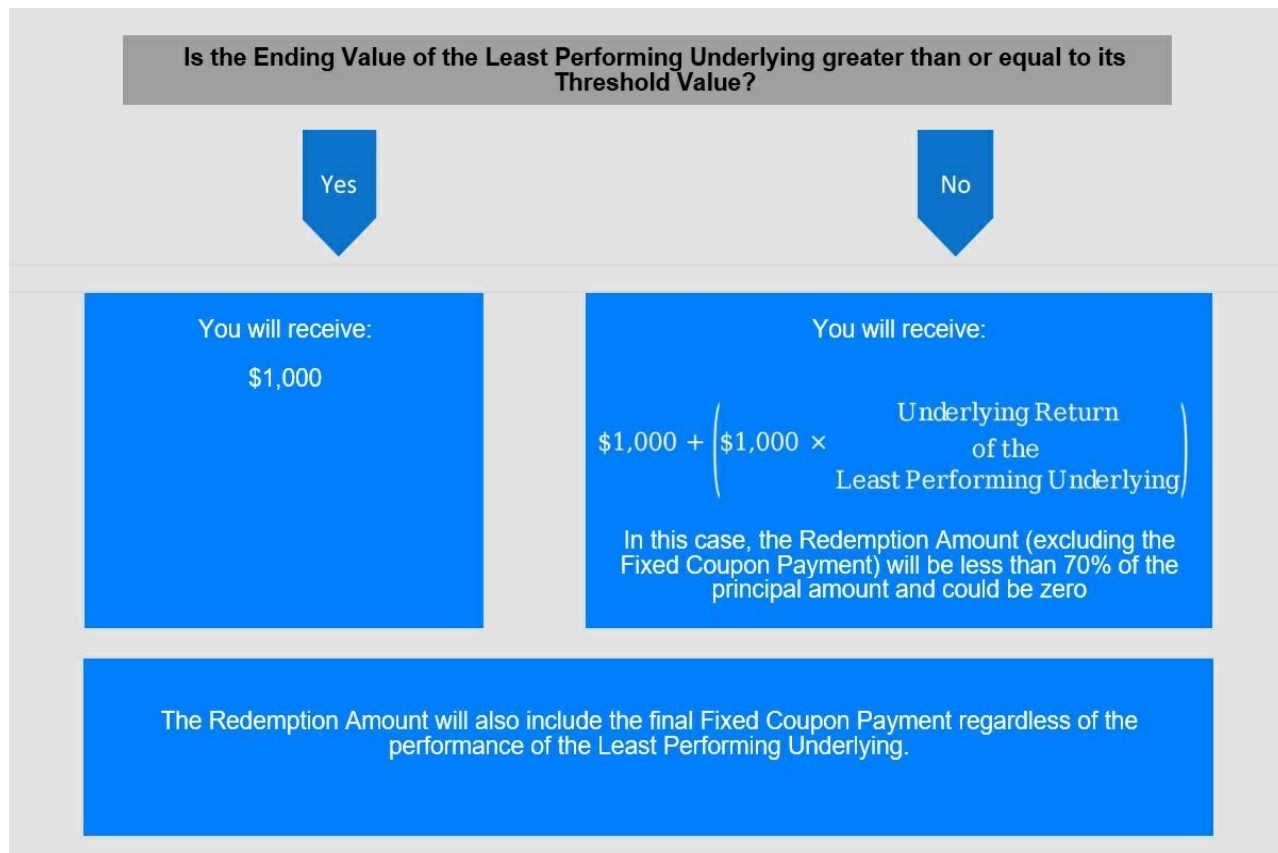 Is the Ending Value of the Least Performing Underlying greater than or equal to its
Threshold Value?
Yes
No
You will receive:
$1,000
You will receive:
$1,000 + ($1,000 × Underlying Return
of the
Least Performing Underlying)
In this case, the Redemption Amount (excluding the
Fixed Coupon Payment) will be less than 70% of the
principal amount and could be zero
The Redemption Amount will also include the final Fixed Coupon Payment regardless of the
performance of the Least Performing Underlying.